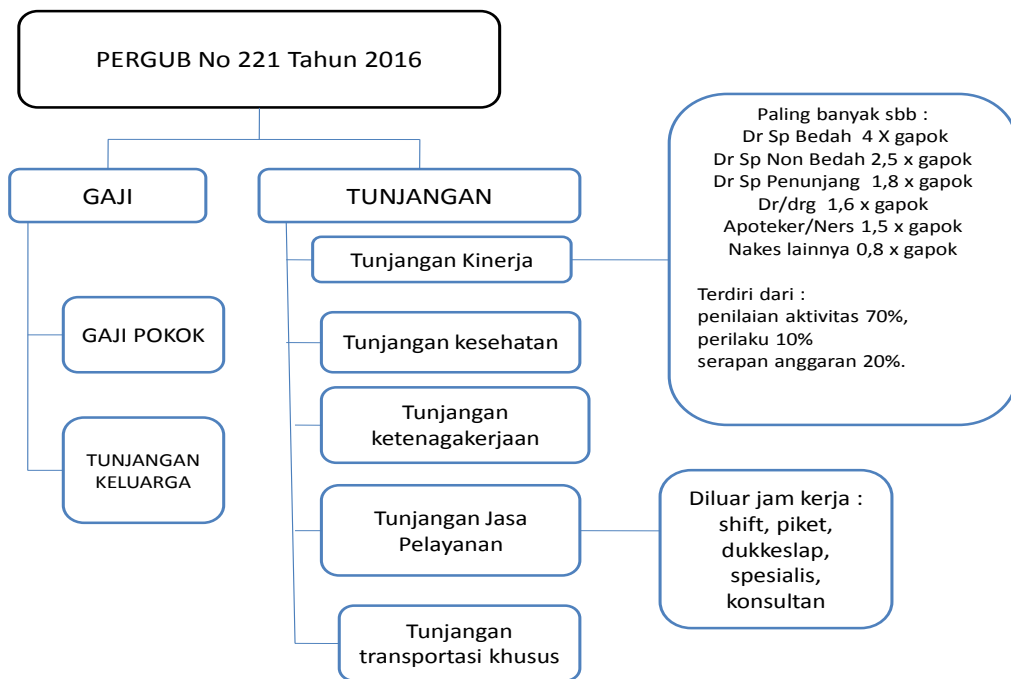 PERGUB No 221 Tahun 2016
GAJI
GAJI POKOK
TUNJANGAN
KELUARGA
TUNJANGAN
Tunjangan Kinerja
Tunjangan kesehatan
Tunjangan
ketenagakerjaan
Tunjangan Jasa
Pelayanan
Tunjangan
transportasi khusus
Paling banyak sbb :
Dr Sp Bedah 4 X gapok
Dr Sp Non Bedah 2,5 x gapok
Dr Sp Penunjang 1,8 x gapok
Dr/drg 1,6 x gapok
Apoteker/Ners 1,5 x gapok
Nakes lainnya 0,8 x gapok
Terdiri dari :
penilaian aktivitas 70%,
perilaku 10%
serapan anggaran 20%.
Diluar jam kerja :
shift, piket,
dukkeslap,
spesialis,
konsultan